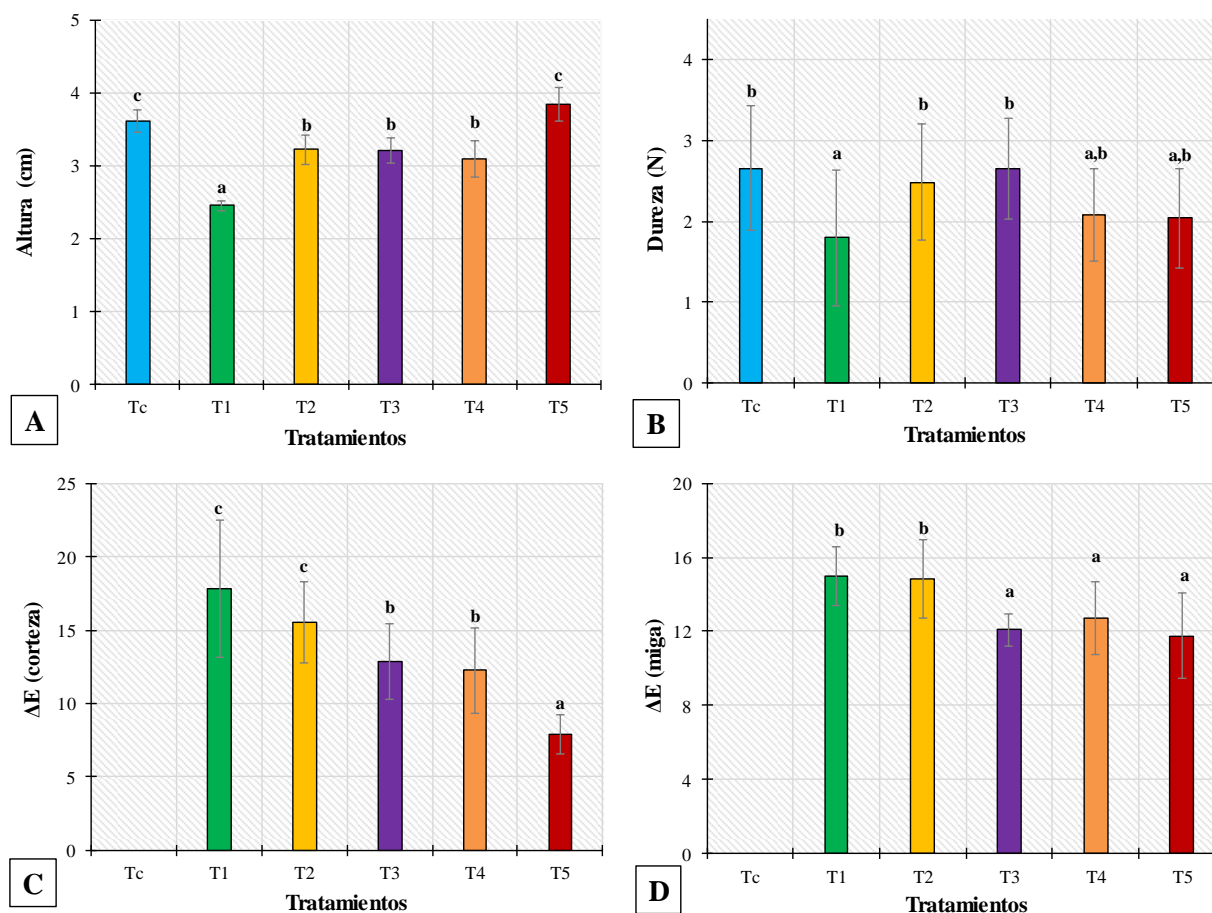 5
4
3
2
1
0
Altura (cm)
c
a
b
b
b
c
Tc T1 T2 T3 T4 T5
Tratamientos
A
4
3
2
1
0
Dureza (N)
b
a
b
b
a,b
a,b
Tc T1 T2 T3 T4 T5
Tratamientos
B
25
20
15
10
5
0
ΔE (corteza)
c
c
b
b
a
Tc T1 T2 T3 T4 T5
Tratamientos
C
20
16
12
8
4
0
ΔE (miga)
b
b
a
a
a
Tc T1 T2 T3 T4 T5
Tratamientos
D